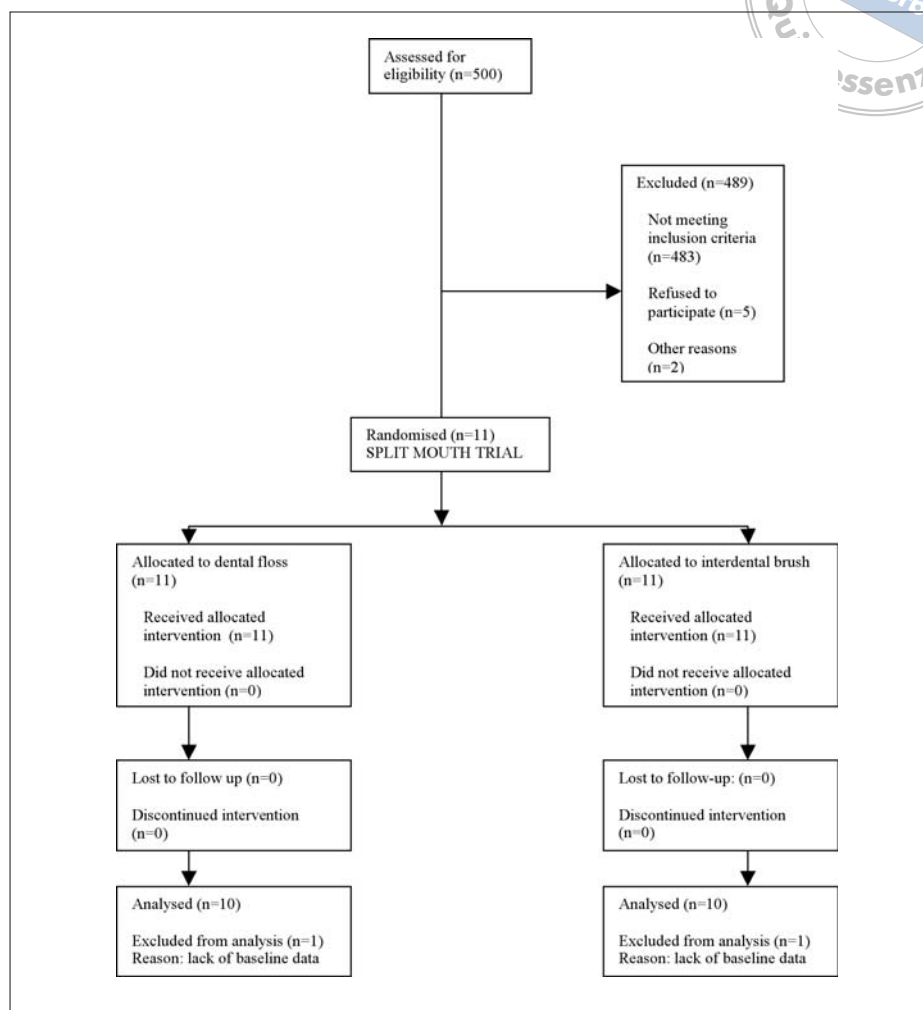 Assessed for
eligibility (n=500)
Excluded (n=489)
Not meeting
inclusion criteria
(n=483)
Refused to
participate (n=5)
Other reasons
(n=2)
Randomised (n=11)
SPLIT MOUTH TRIAL
Allocated to dental floss
(n=11)
Received allocated
intervention (n=11)
Did not receive allocated
intervention (n=0)
Allocated to interdental brush
(n=11)
Received allocated
intervention (n=11)
Did not receive allocated
intervention (n=0)
Lost to follow up (n=0)
Discontinued intervention
(n=0)
Lost to follow-up: (n=0)
Discontinued intervention
(n=0)
Analysed (n=10)
Excluded from analysis (n=1)
Reason: lack of baseline data
Analysed (n=10)
Excluded from analysis (n=1)
Reason: lack of baseline data